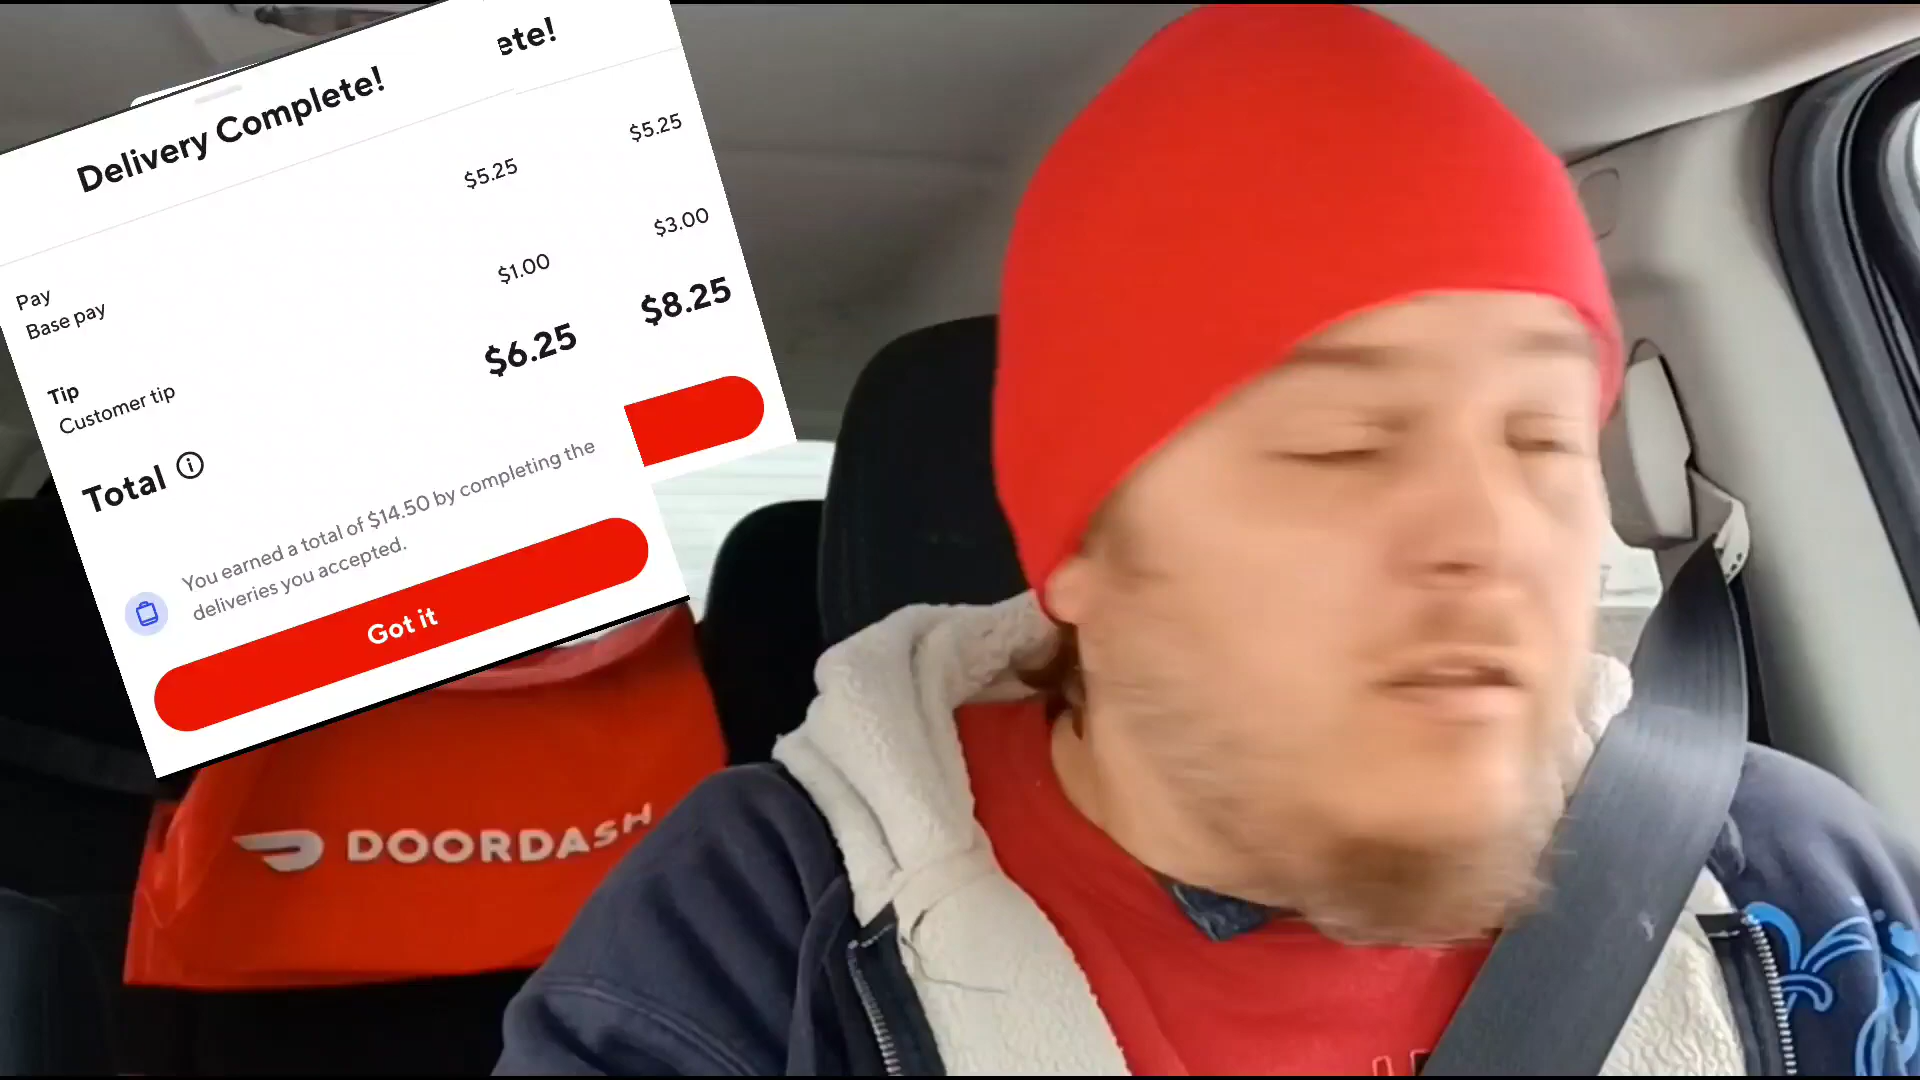 ete!
Delivery Complete!
$5.25
$3.00
$8.25
Pay
Base pay
$5.25
Tip
Customer tip
$1.00
Total
$6.25
You earned a total of $14.50 by completing the
deliveries you accepted.
Got it
DOORDASH